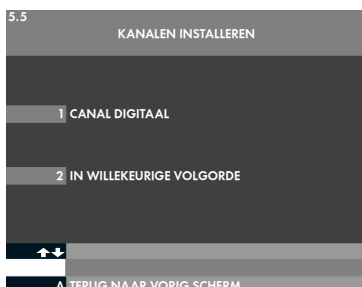 5.5
KANALEN INSTALLEREN
1 CANAL DIGITAAL
2 IN WILLEKEURIGE VOLGORDE
A TERUG NAAR VORIG SCHERM